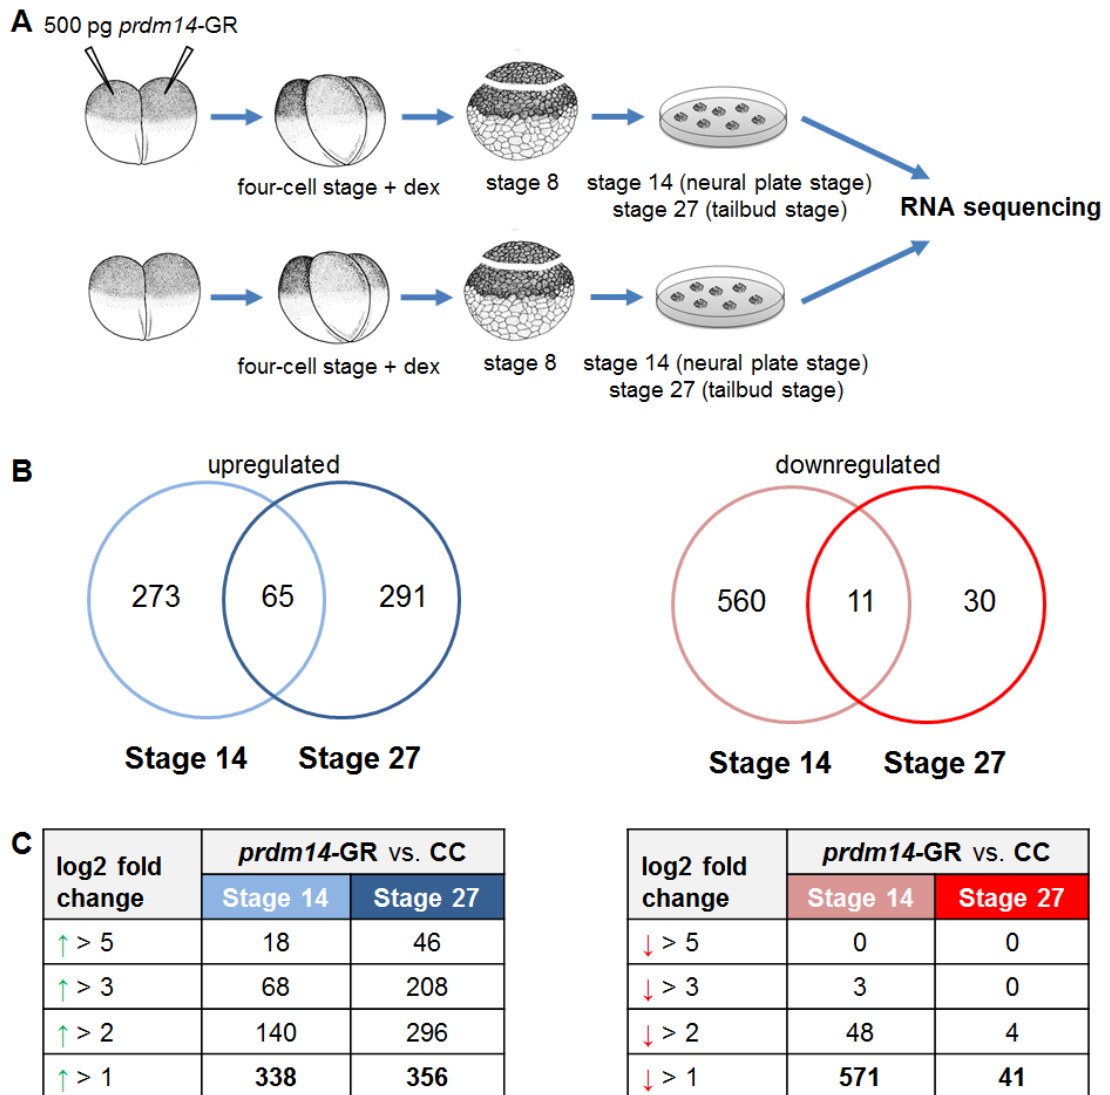 A 500 pg prdm14-GR
four-cell stage + dex
stage 8
stage 14 (neural plate stage)
stage 27 (tailbud stage)
RNA sequencing
four-cell stage + dex
stage 8
stage 14 (neural plate stage)
stage 27 (tailbud stage)
B
upregulated
downregulated
273 65 291
560 11 30
Stage 14 Stage 27
Stage 14 Stage 27
C
log2 fold change
prdm14-GR vs. CC
Stage 14 Stage 27
↑ > 5 18 46
↑ > 3 68 208
↑ > 2 140 296
↑ > 1 338 356
log2 fold change
prdm14-GR vs. CC
Stage 14 Stage 27
↓ > 5 0 0
↓ > 3 3 0
↓ > 2 48 4
↓ > 1 571 41